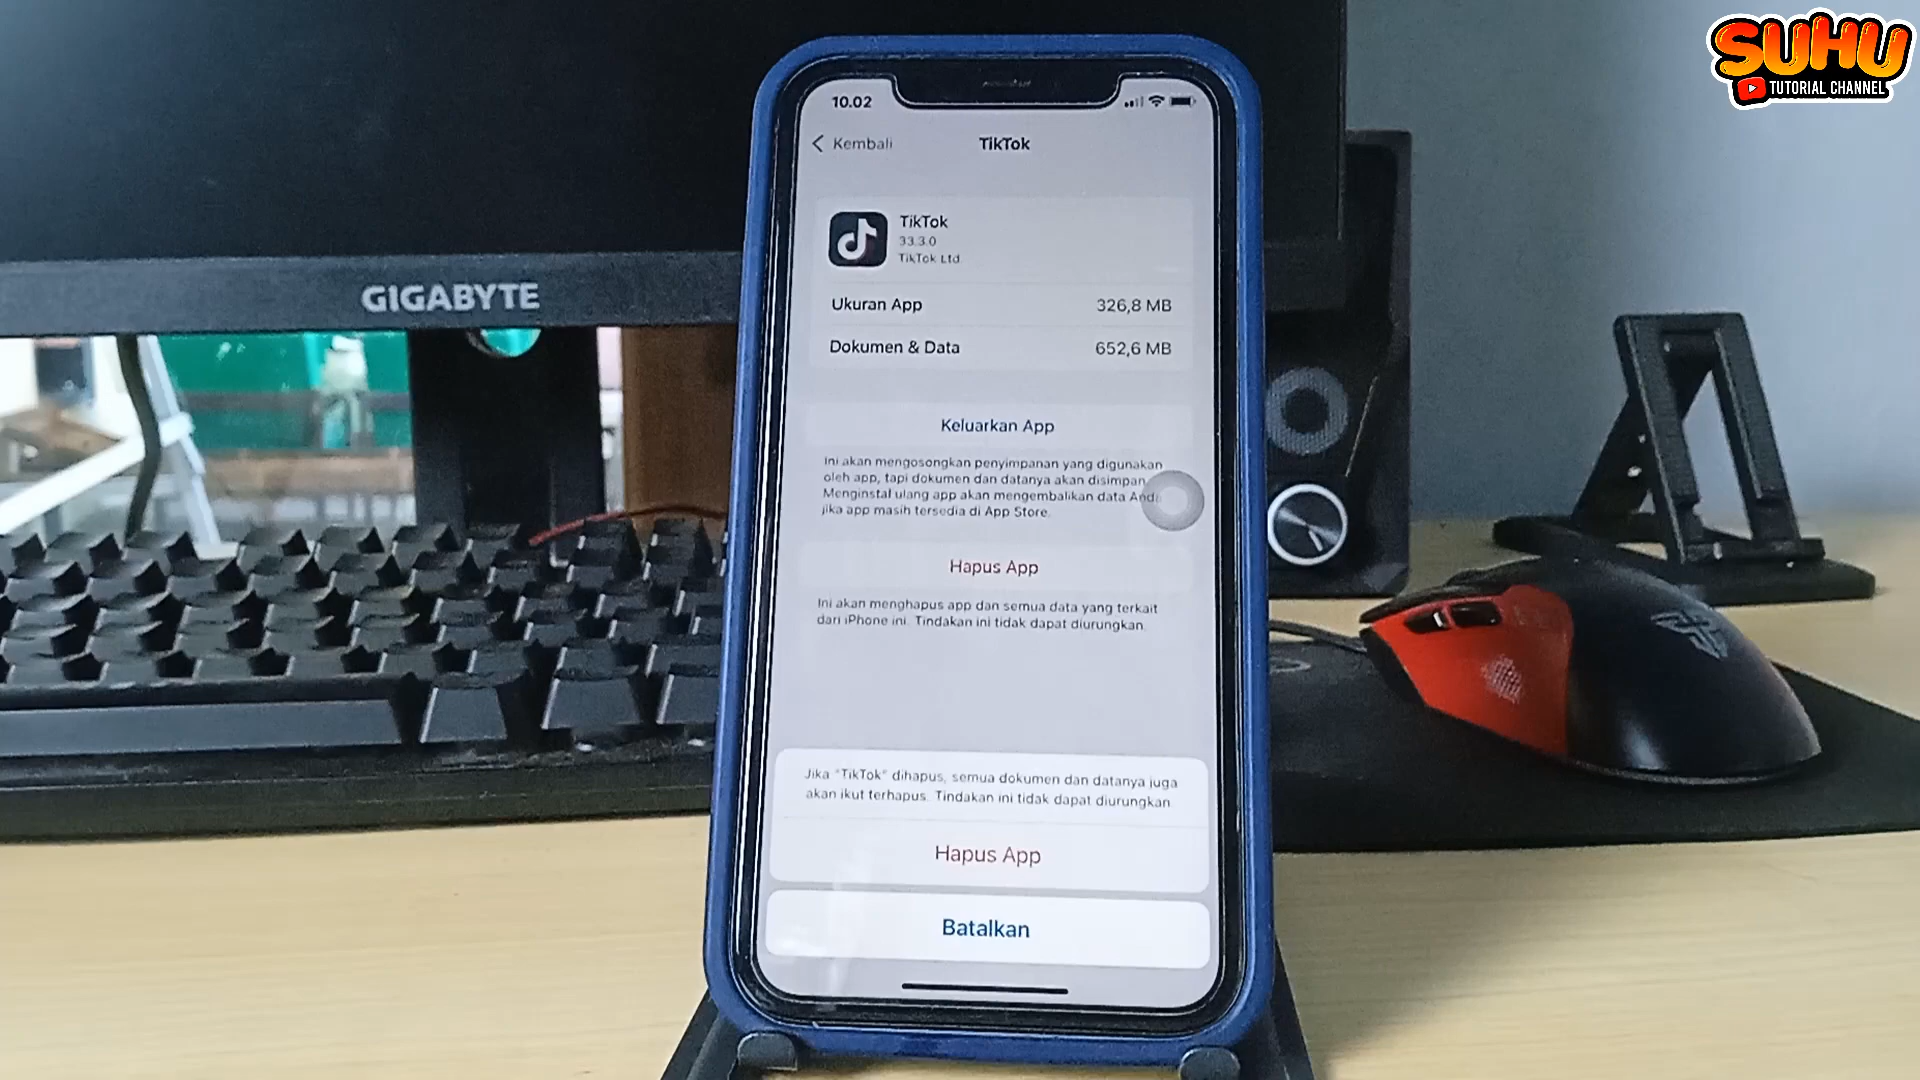 SUHU
TUTORIAL CHANNEL
10.02
Kembali
TikTok
TikTok
33.3.0
TikTok Ltd.
Ukuran App 326,8 MB
Dokumen & Data 652,6 MB
Keluarkan App
Ini akan mengosongkan penyimpanan yang digunakan
oleh app, tapi dokumen dan datanya akan disimpan.
Menginstal ulang app akan mengembalikan data
jika app masih tersedia di App Store.
Hapus App
Ini akan menghapus app dan semua data yang terkait
dari iPhone ini. Tindakan ini tidak dapat diurungkan.
Jika "TikTok" dihapus, semua dokumen dan datanya juga
akan ikut terhapus. Tindakan ini tidak dapat diurungkan.
Hapus App
Batalkan
GIGABYTE